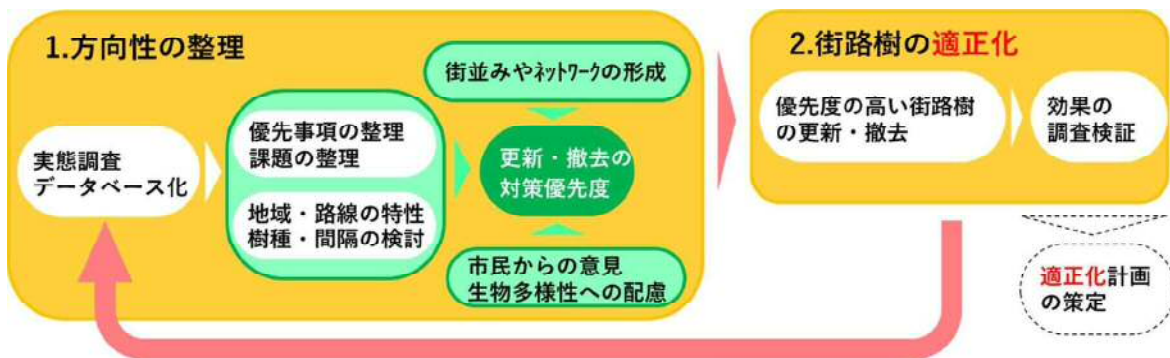 1.方向性の整理
実態調査
データベース化
優先事項の整理
課題の整理
地域・路線の特性
樹種・間隔の検討
街並みやﾈｯﾄﾜｰｸの形成
更新・撤去の
対策優先度
市民からの意見
生物多様性への配慮
2.街路樹の適正化
優先度の高い街路樹
の更新・撤去
効果の
調査検証
適正化計画
の策定